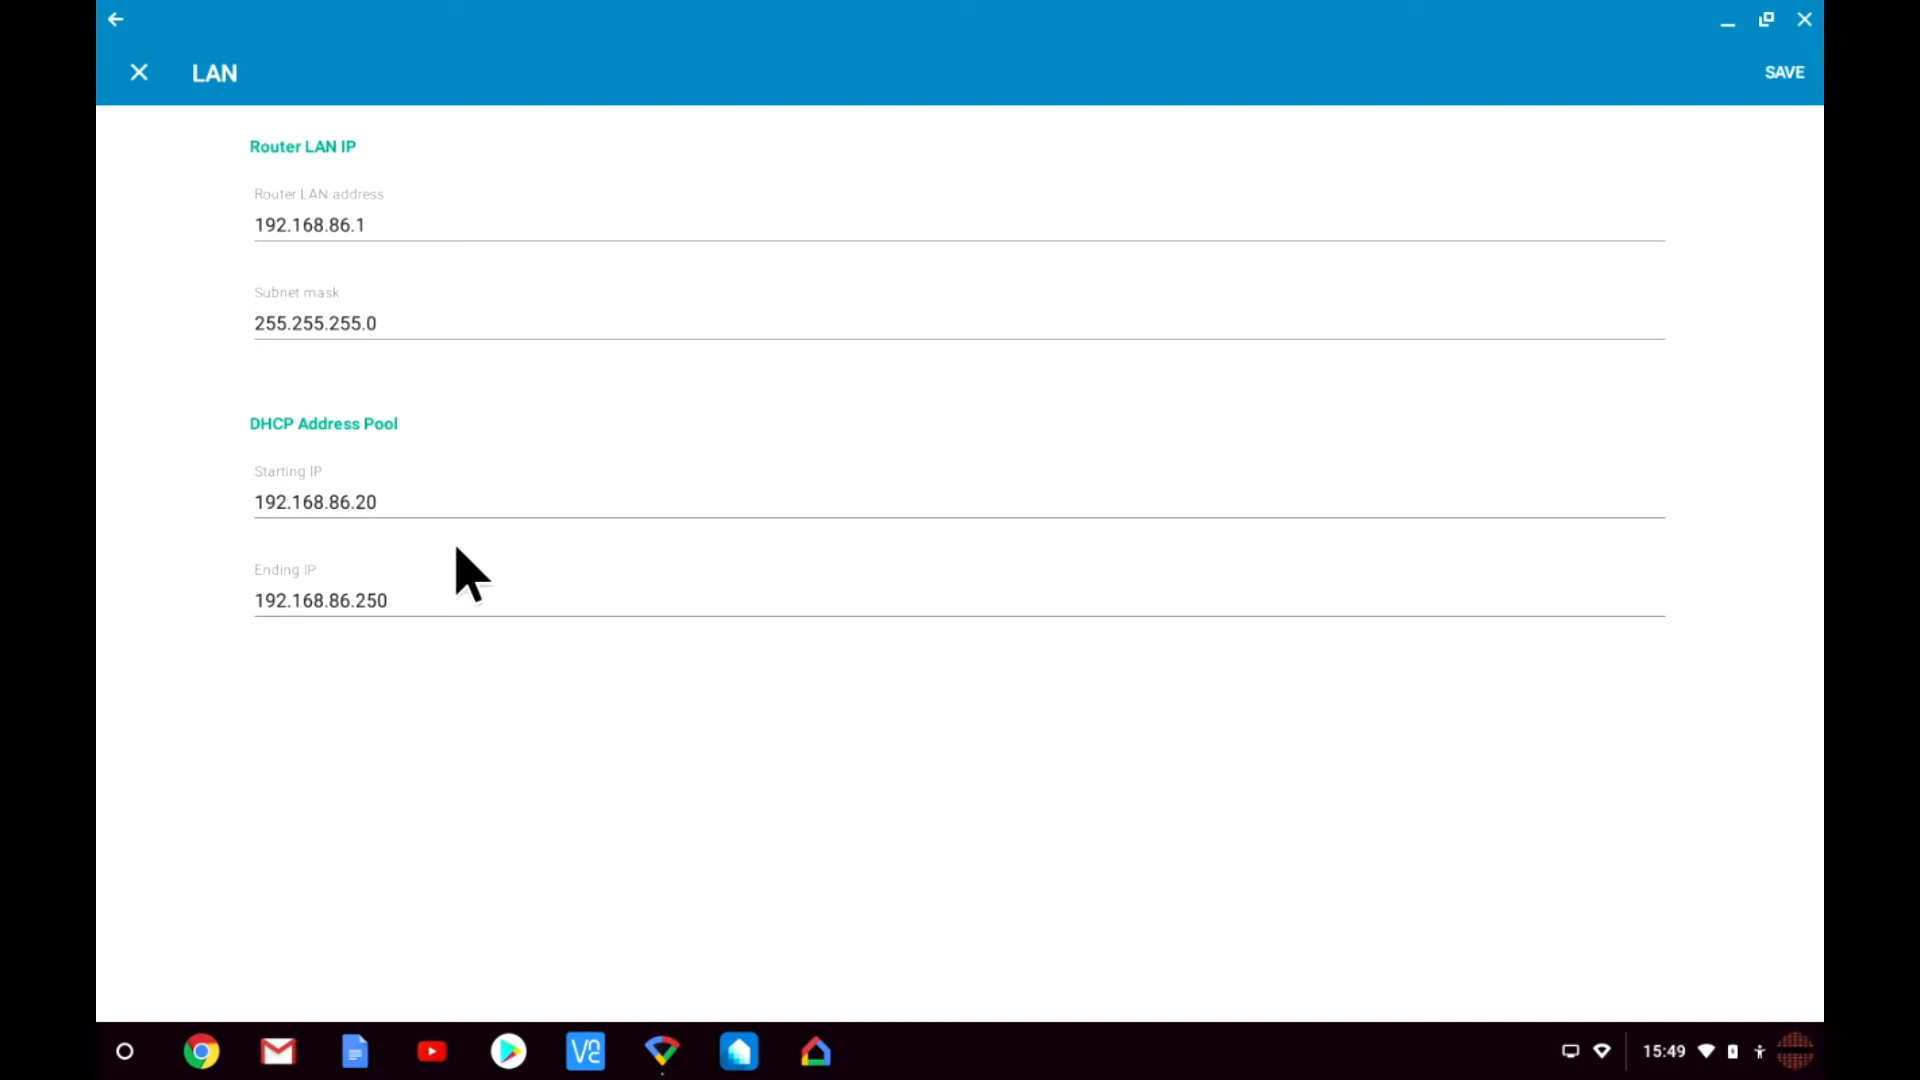 LAN
SAVE
Router LAN IP
Router LAN address
192.168.86.1
Subnet mask
255.255.255.0
DHCP Address Pool
Starting IP
192.168.86.20
Ending IP
192.168.86.250
V2
15:49